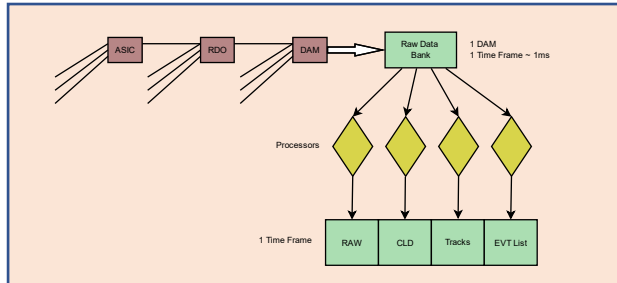 ASIC
RDO
DAM
Raw Data
Bank
1 DAM
1 Time Frame ~ 1ms
Processors
1 Time Frame
RAW
CLD
Tracks
EVT List